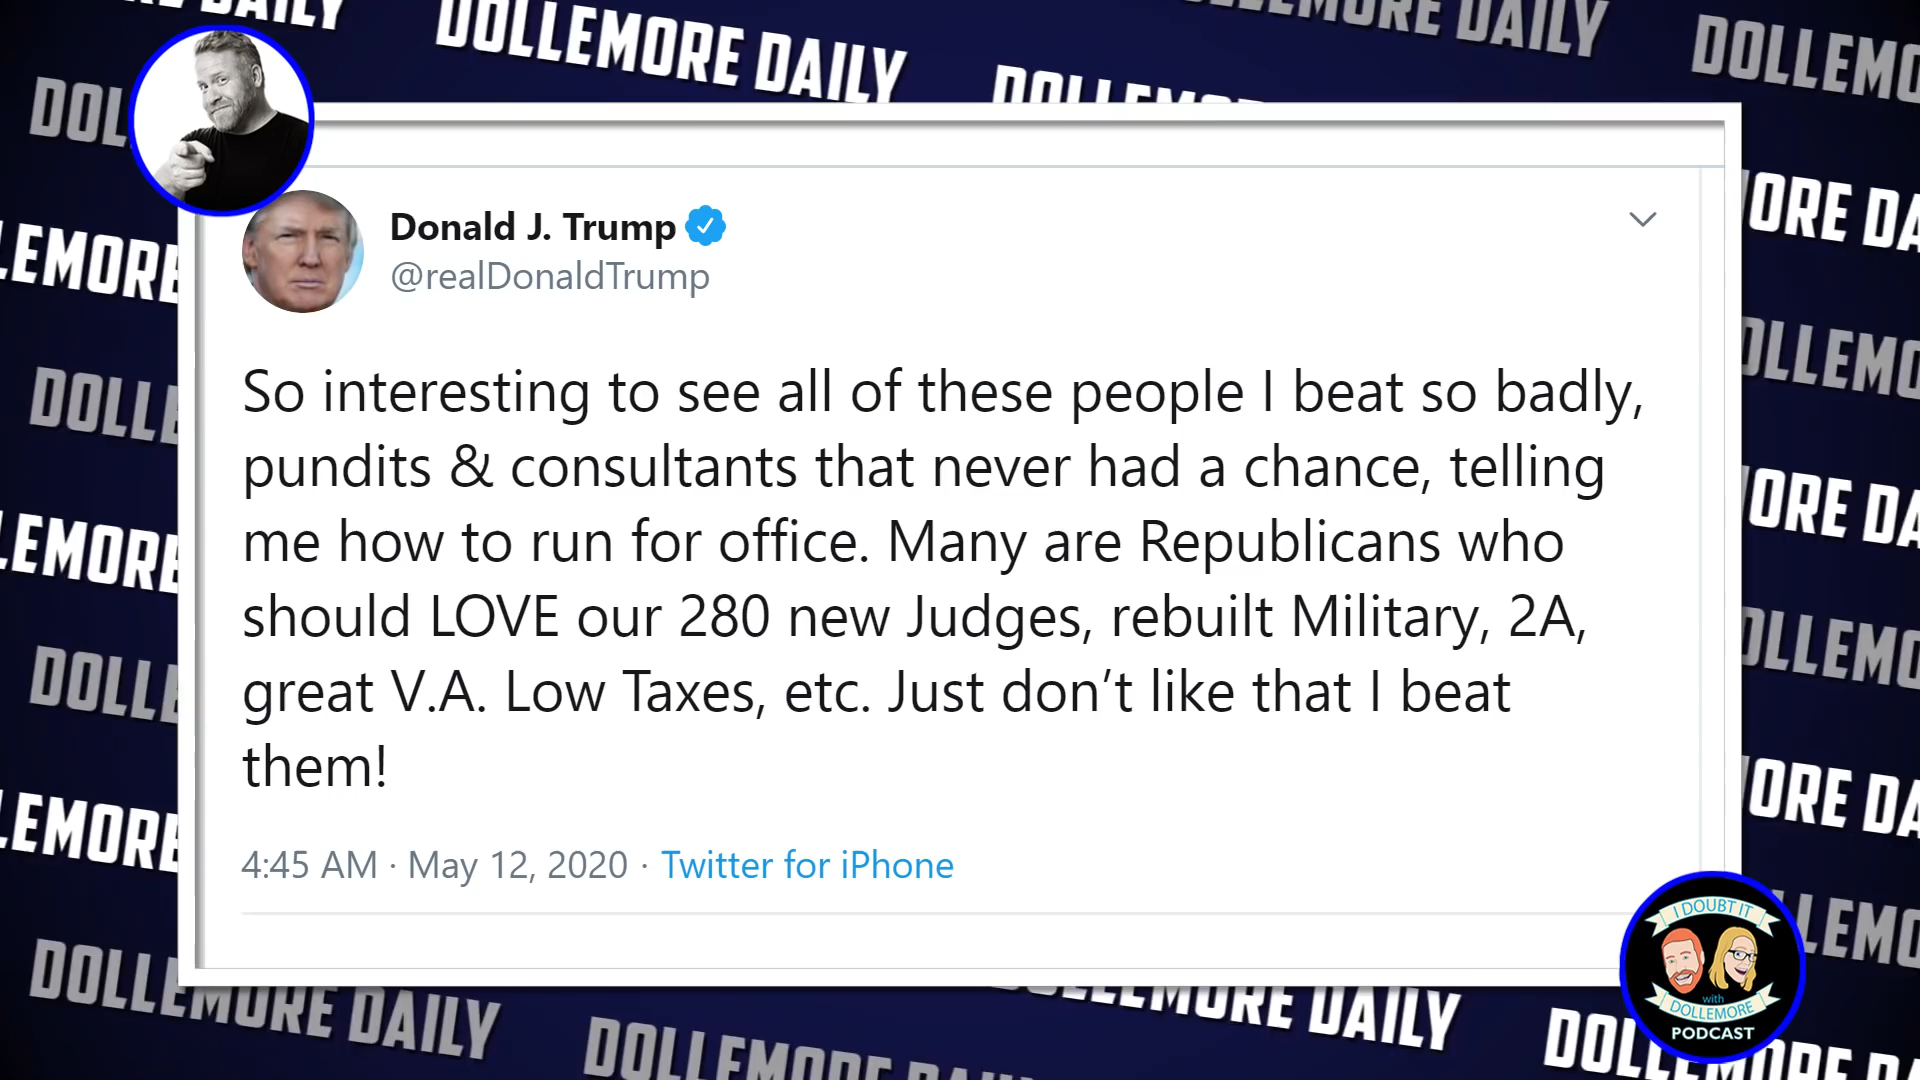 DOLLEMORE DAILY
Donald J. Trump
@realDonaldTrump
So interesting to see all of these people I beat so badly,
pundits & consultants that never had a chance, telling
me how to run for office. Many are Republicans who
should LOVE our 280 new Judges, rebuilt Military, 2A,
great V.A. Low Taxes, etc. Just don’t like that I beat
them!
4:45 AM · May 12, 2020 · Twitter for iPhone
I DOUBT IT
with
DOLLEMORE
PODCAST
DOLLEMORE DAILY